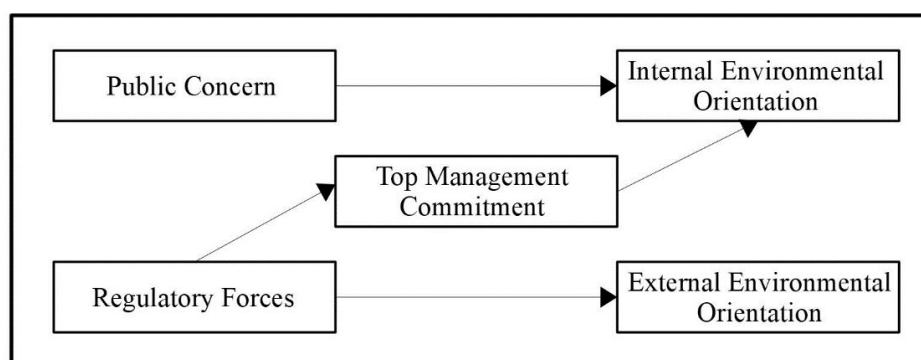 Public Concern
Internal Environmental
Orientation
Top Management
Commitment
Regulatory Forces
External Environmental
Orientation